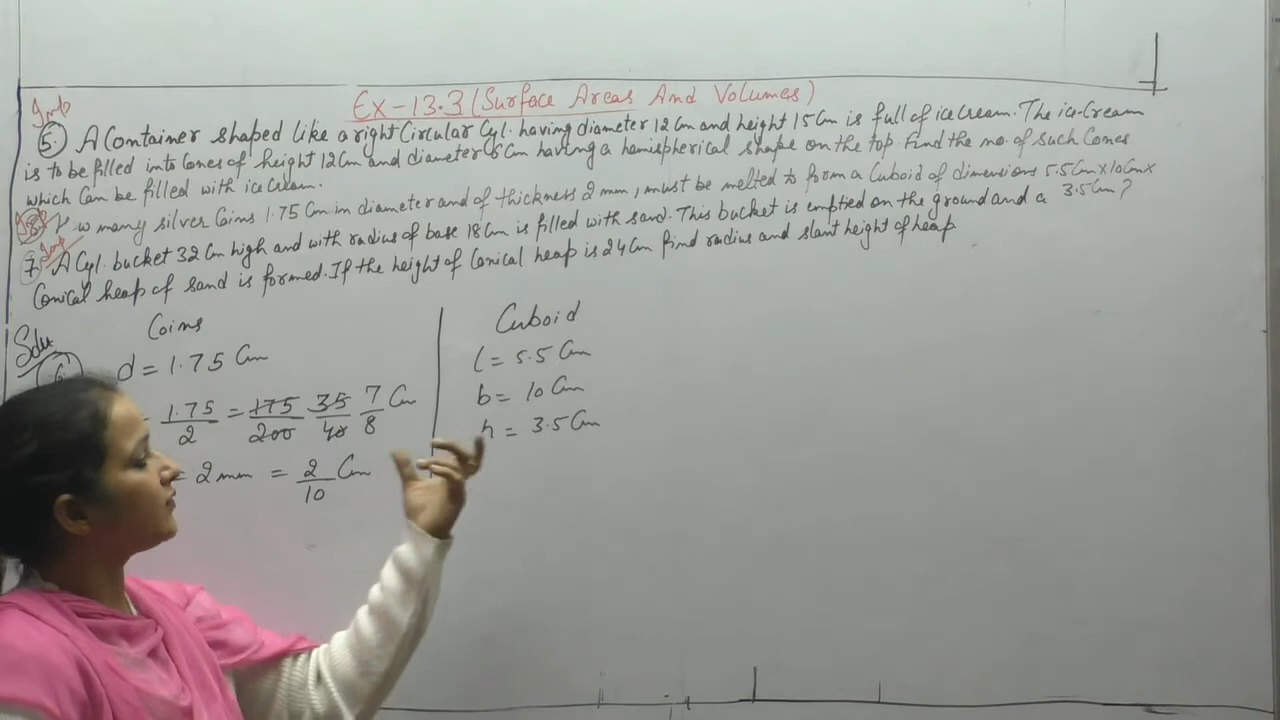 Imp
Ex-13.3 (Surface Areas And Volumes)
5. A Container shaped like a right Circular Cyl. having diameter 12 Cm and height 15 Cm is full of ice cream. The ice-Cream
is to be filled into Cones of height 12 Cm and diameter 6 Cm having a hemispherical shape on the top. Find the no. of such Cones
which Can be filled with ice Cream.
w many silver Coins 1.75 Cm in diameter and of thickness 2 mm, must be melted to form a Cuboid of dimensions 5.5 Cm × 10 Cm ×
3.5 Cm ?
Imp
7. A Cyl. bucket 32 Cm high and with radius of base 18 Cm is filled with sand. This bucket is emptied on the ground and a
Conical heap of sand is formed. If the height of Conical heap is 24 Cm find radius and slant height of heap
Solu
6
Coins
d = 1.75 Cm
1.75/2 = 175/200 35/40 7/8 Cm
= 2 mm = 2/10 Cm
Cuboid
l = 5.5 Cm
b = 10 Cm
h = 3.5 Cm